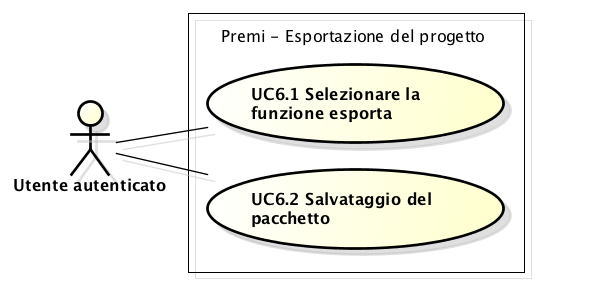 Premi - Esportazione del progetto
UC6.1 Selezionare la
funzione esporta
Utente autenticato
UC6.2 Salvataggio del
pacchetto